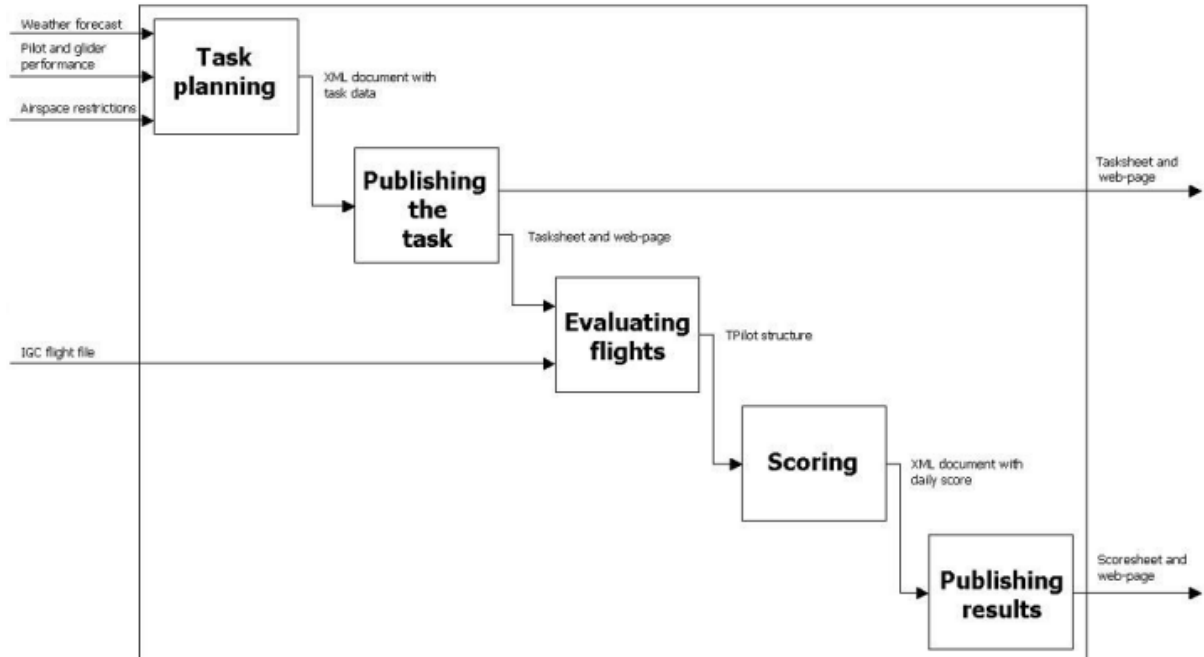 Weather forecast
Pilot and glider
performance
Airspace restrictions
Task
planning
XML document with
task data
Publishing
the
task
Tasksheet and
web-page
Tasksheet and web-page
IGC flight file
Evaluating
flights
TPilot structure
Scoring
XML document with
daily score
Publishing
results
Scoresheet and
web-page